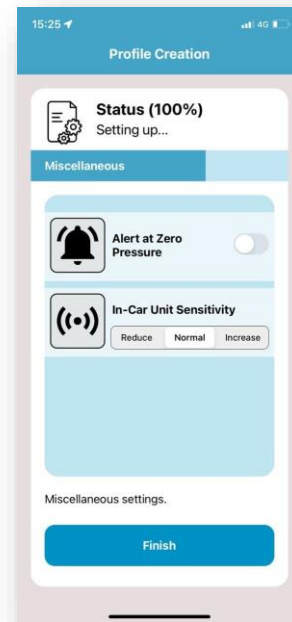 15:25
4G
Profile Creation
Status (100%)
Setting up...
Miscellaneous
Alert at Zero
Pressure
In-Car Unit Sensitivity
Reduce Normal Increase
Miscellaneous settings.
Finish